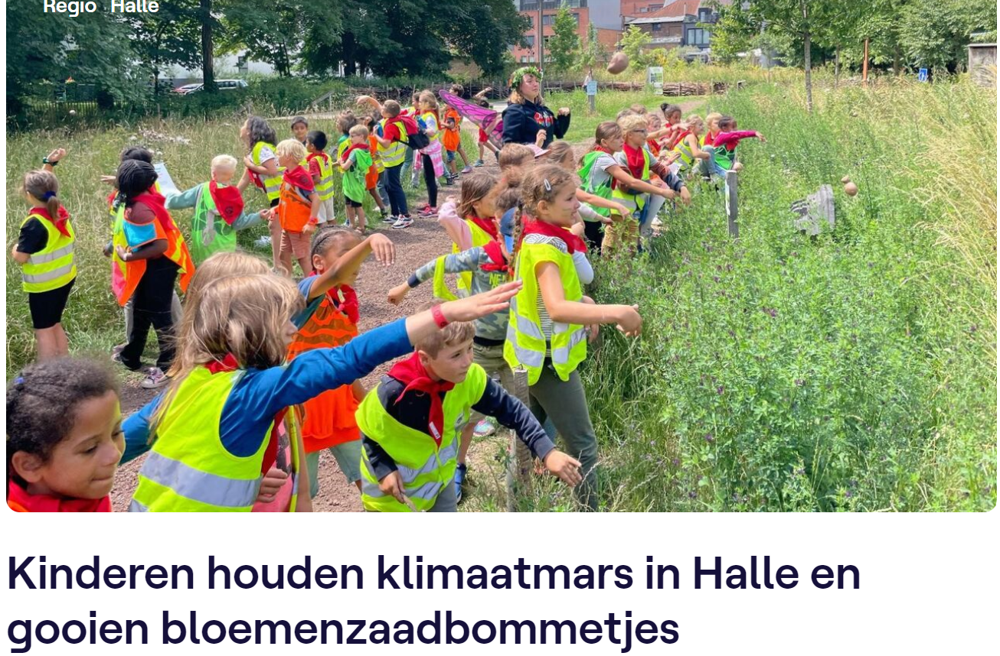 Regio Halle
Kinderen houden klimaatmars in Halle en
gooien bloemenzaadbommetjes